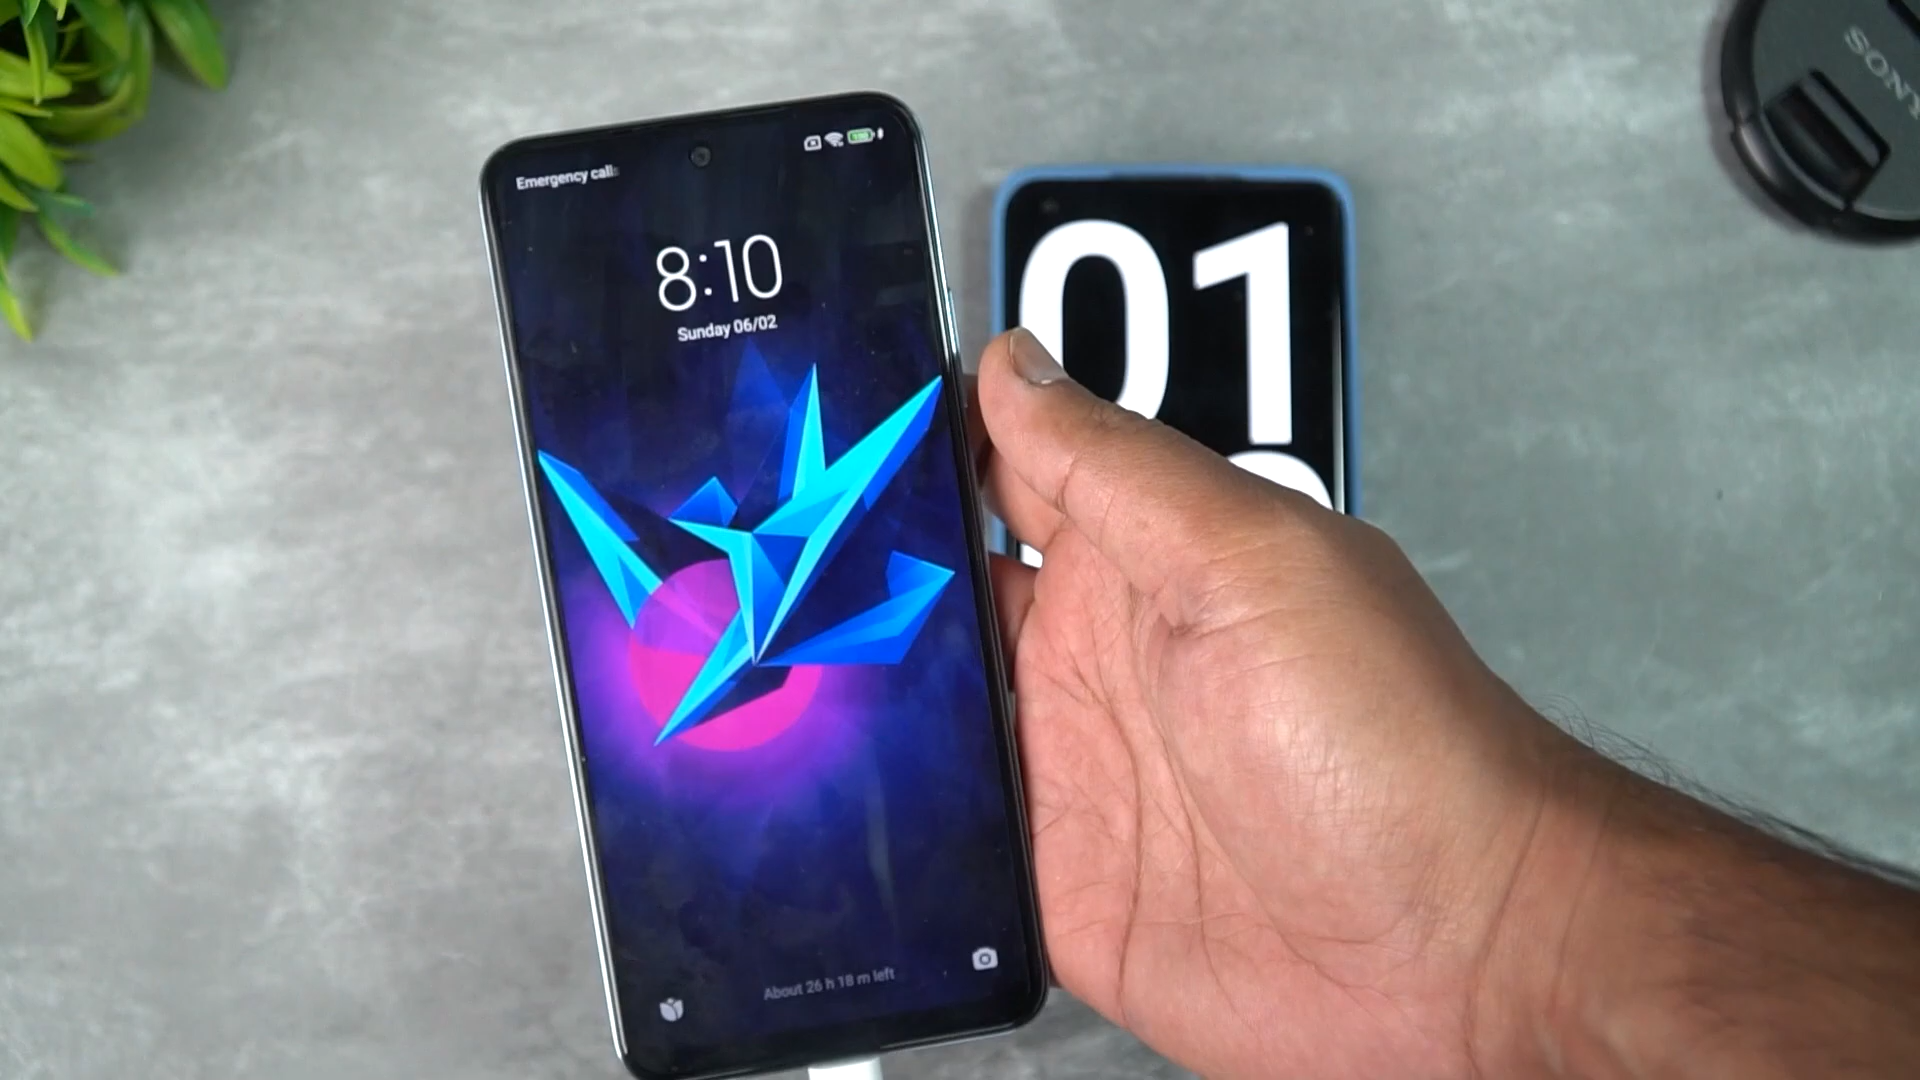 Emergency calls
8:10
Sunday 06/02
About 26 h 18 m left
01
SONY